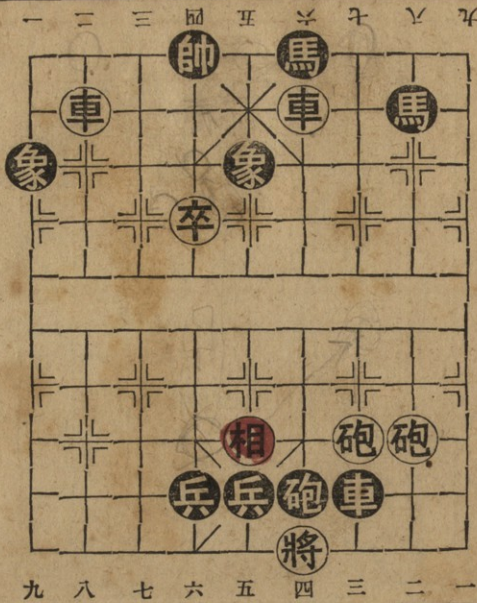 一 二 三 四 五 六 七 八 九
帥 馬
車 車 馬
象 象
卒
相 砲 砲
兵 兵 砲 車
將
九 八 七 六 五 四 三 二 一